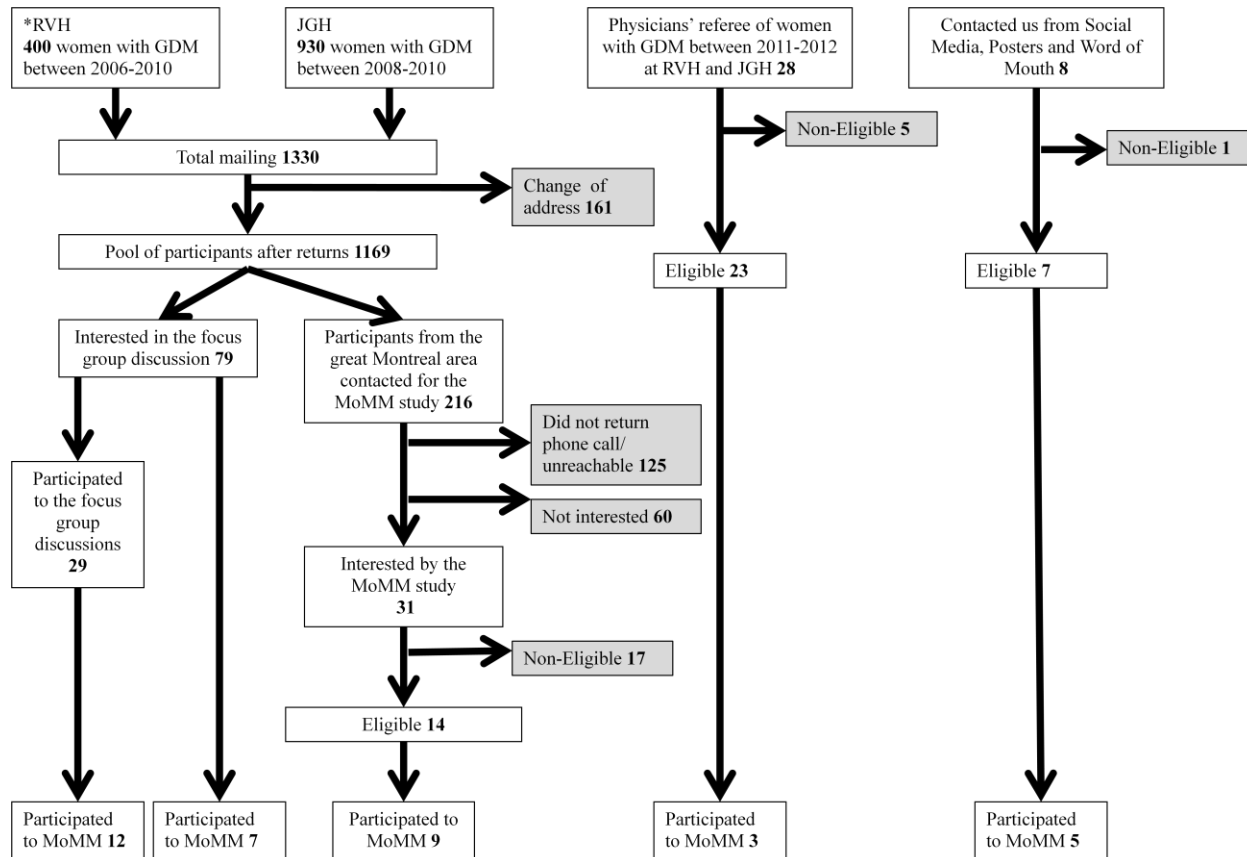 *RVH
400 women with GDM
between 2006-2010
JGH
930 women with GDM
between 2008-2010
Physicians' referee of women
with GDM between 2011-2012
at RVH and JGH 28
Contacted us from Social
Media, Posters and Word of
Mouth 8
Non-Eligible 5
Non-Eligible 1
Total mailing 1330
Change of
address 161
Pool of participants after returns 1169
Eligible 23
Eligible 7
Interested in the focus
group discussion 79
Participants from the
great Montreal area
contacted for the
MoMM study 216
Did not return
phone call/
unreachable 125
Participated
to the focus
group
discussions
29
Not interested 60
Interested by the
MoMM study
31
Non-Eligible 17
Eligible 14
Participated
to MoMM 12
Participated
to MoMM 7
Participated to
MoMM 9
Participated
to MoMM 3
Participated
to MoMM 5